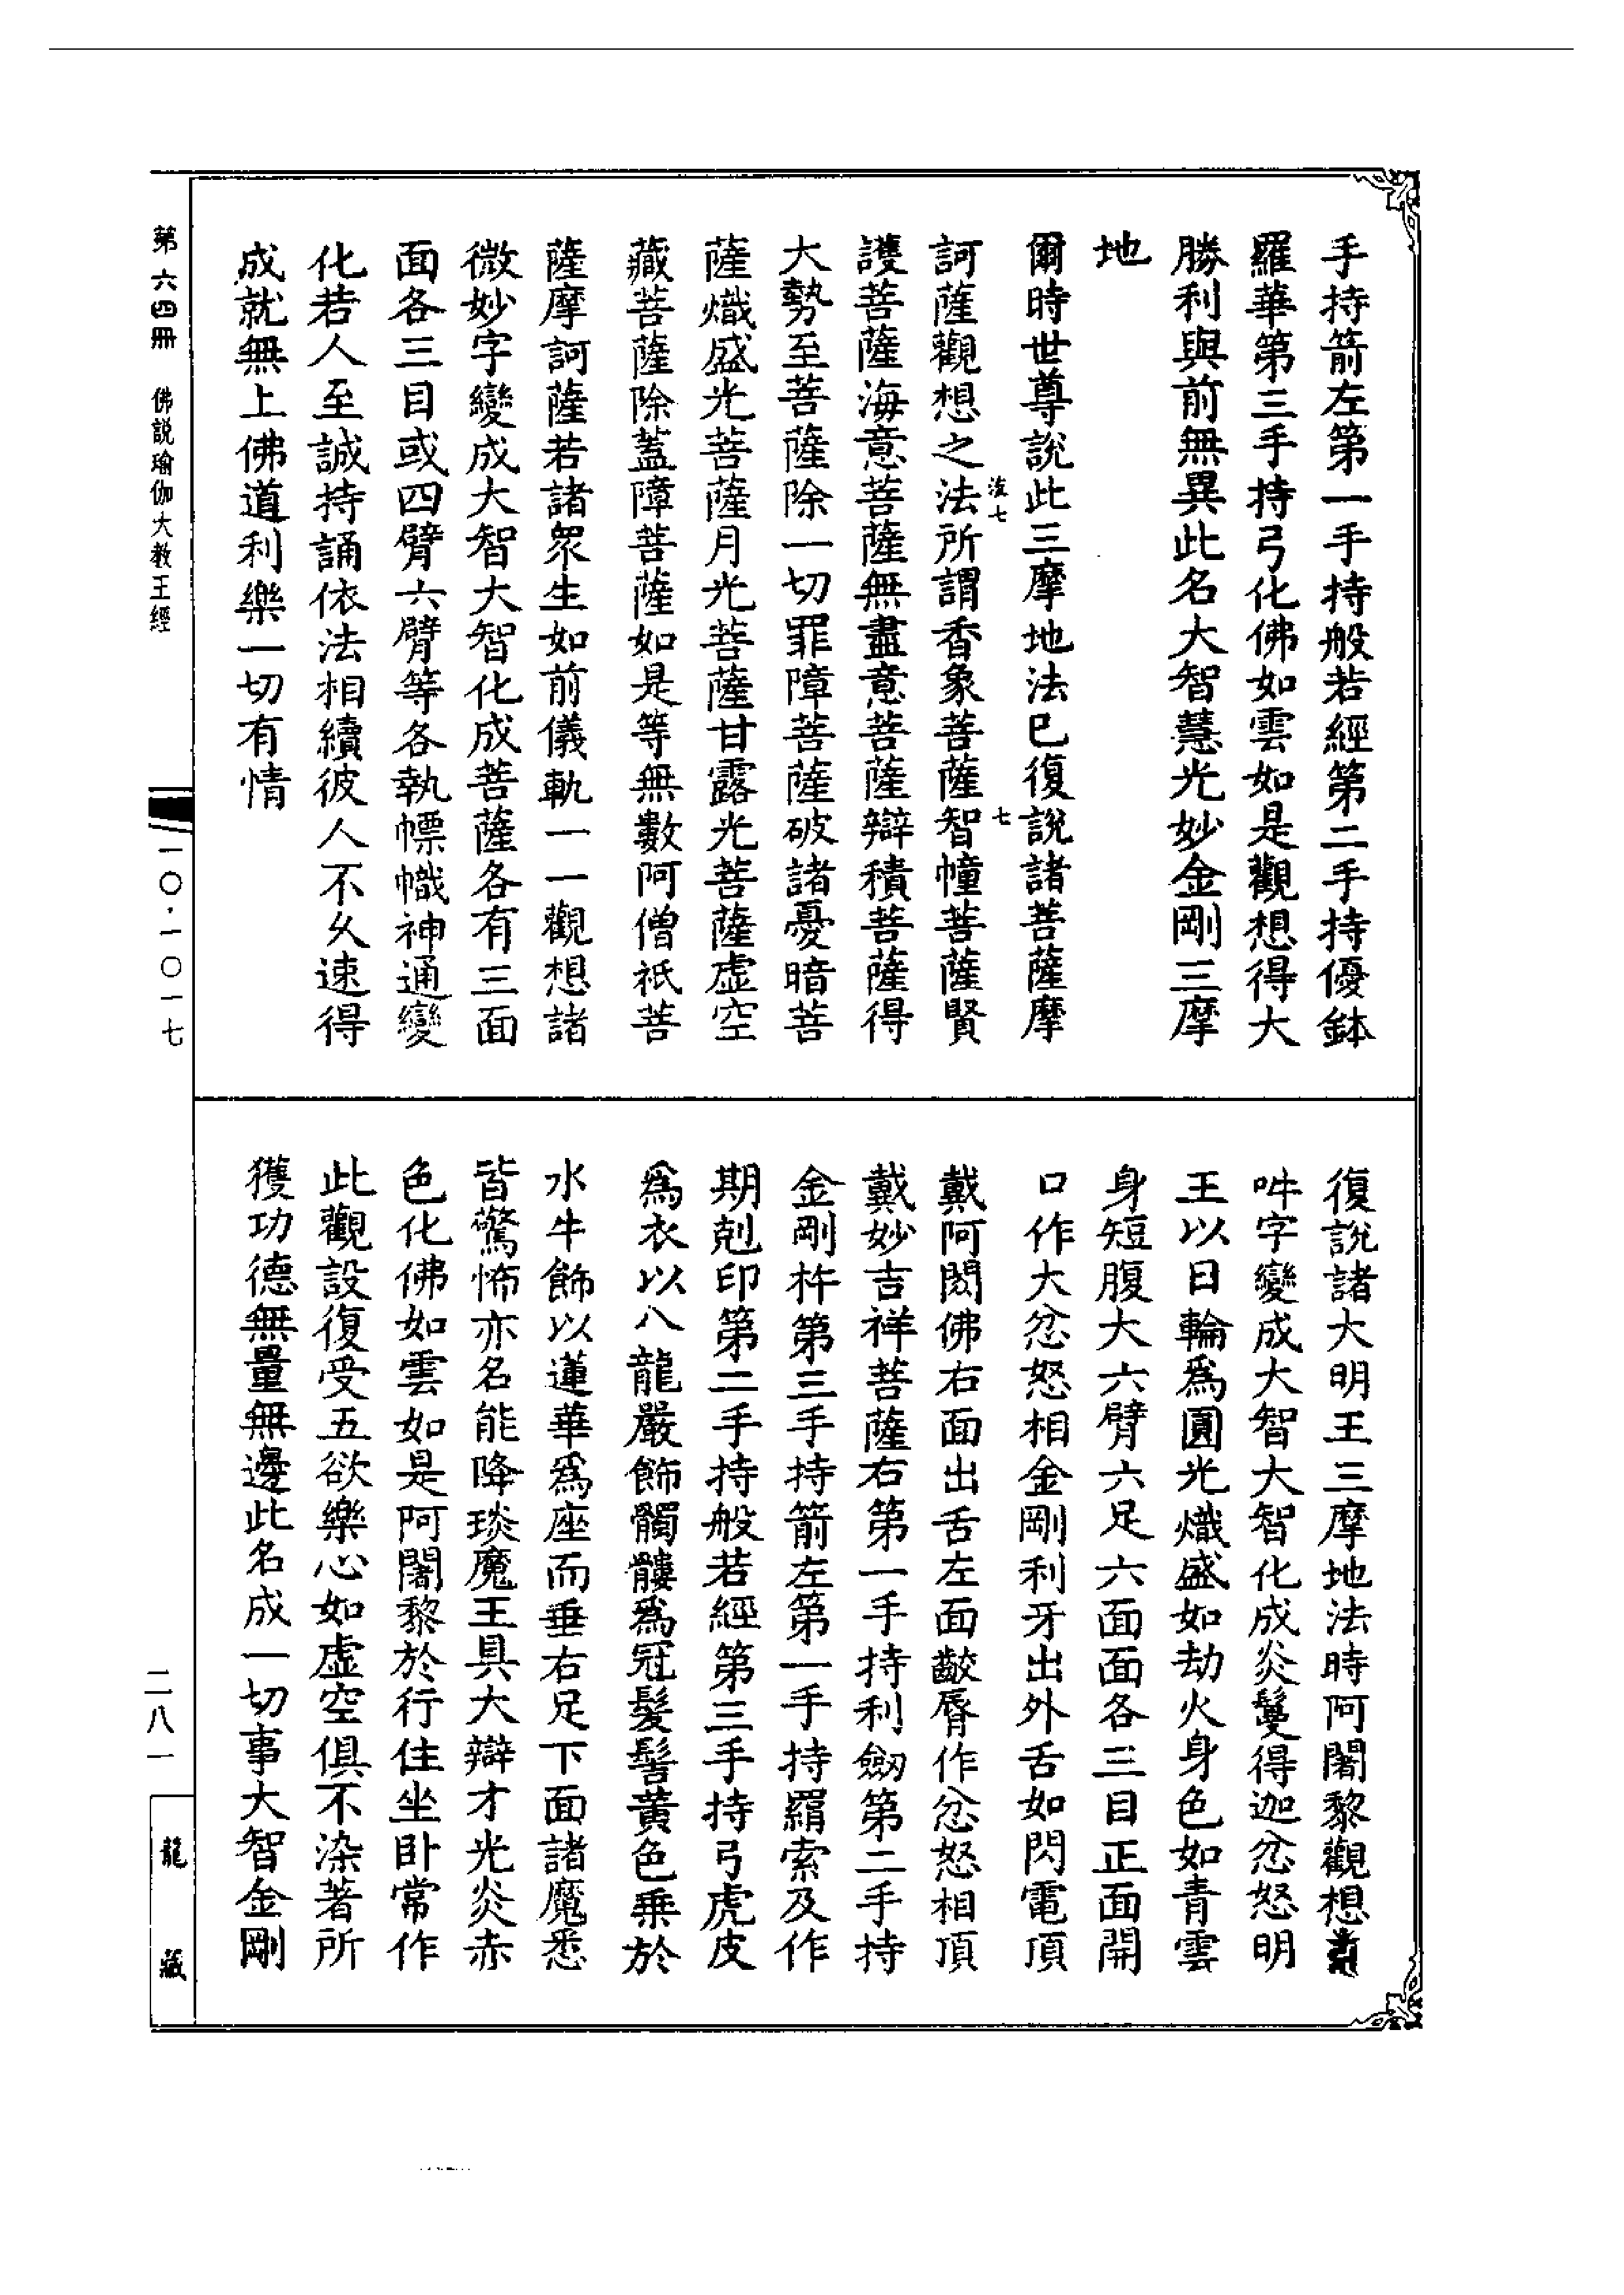 手持箭左第一手持般若經第二手持優鉢
羅華第三手持弓化佛如雲如是觀想得大
勝利與前無異此名大智慧光妙金剛三摩
地
爾時世尊說此三摩地法已復說諸菩薩摩
七
七
訶薩觀想之法所謂香象菩薩智幢菩薩賢
護菩薩海意菩薩無盡意菩薩辯積菩薩得
大勢至菩薩除一切罪障菩薩破諸憂暗菩
薩熾盛光菩薩月光菩薩甘露光菩薩虛空
藏菩薩除蓋障菩薩如是等無數阿僧祇菩
薩摩訶薩若諸眾生如前儀軌一一觀想諸
微妙字變成大智大智化成菩薩各有三面
面各三目或四臂六臂等各執幖幟神通變
化若人至誠持誦依法相續彼人不久速得
成就無上佛道利樂一切有情
復說諸大明王三摩地法時阿闍黎觀想
吽字變成大智大智化成炎鬘得迦忿怒明
王以日輪為圓光熾盛如劫火身色如青雲
身短腹大六臂六足六面面各三目正面開
口作大忿怒相金剛利牙出外舌如閃電頂
戴阿閦佛右面出舌左面齩脣作忿怒相頂
戴妙吉祥菩薩右第一手持利劒第二手持
金剛杵第三手持箭左第一手持羂索及作
期剋印第二手持般若經第三手持弓虎皮
爲衣以八龍嚴飾髑髏爲冠髮髻黃色乘於
水牛飾以蓮華爲座而垂右足下面諸魔悉
皆驚怖亦名能降琰魔王具大辯才光炎赤
色化佛如雲如是阿闍黎於行住坐卧常作
此觀設復受五欲樂心如虛空俱不染著所
獲功德無量無邊此名成一切事大智金剛
第六四冊 佛說瑜伽大教王經
一〇·一〇一七
二八一
龍藏